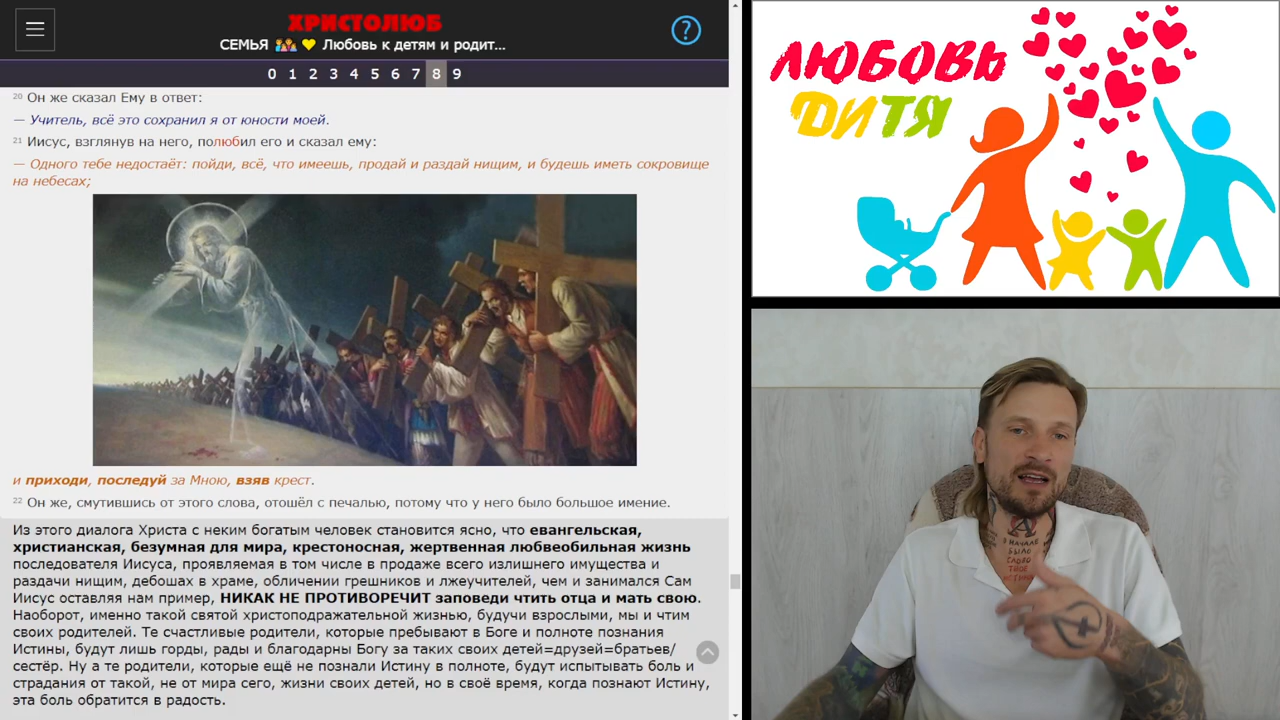 ХРИСТОЛЮБ
СЕМЬЯ 👫 💛 Любовь к детям и родит...
0 1 2 3 4 5 6 7 8 9
20 Он же сказал Ему в ответ:
— Учитель, всё это сохранил я от юности моей.
21 Иисус, взглянув на него, полюбил его и сказал ему:
— Одного тебе недостаёт: пойди, всё, что имеешь, продай и раздай нищим, и будешь иметь сокровище
на небесах;
и приходи, последуй за Мною, взяв крест.
22 Он же, смутившись от этого слова, отошёл с печалью, потому что у него было большое имение.
Из этого диалога Христа с неким богатым человек становится ясно, что евангельская,
христианская, безумная для мира, крестоносная, жертвенная любвеобильная жизнь
последователя Иисуса, проявляемая в том числе в продаже всего излишнего имущества и
раздачи нищим, дебошах в храме, обличении грешников и лжеучителей, чем и занимался Сам
Иисус оставляя нам пример, НИКАК НЕ ПРОТИВОРЕЧИТ заповеди чтить отца и мать свою.
Наоборот, именно такой святой христоподражательной жизнью, будучи взрослыми, мы и чтим
своих родителей. Те счастливые родители, которые пребывают в Боге и полноте познания
Истины, будут лишь горды, рады и благодарны Богу за таких своих детей=друзей=братьев/
сестёр. Ну а те родители, которые ещё не познали Истину в полноте, будут испытывать боль и
страдания от такой, не от мира сего, жизни своих детей, но в своё время, когда познают Истину,
эта боль обратится в радость.
ЛЮБОВЬ
ДИТЯ
В НАЧАЛЕ
БЫЛО
СЛОВО
ТВОЕ